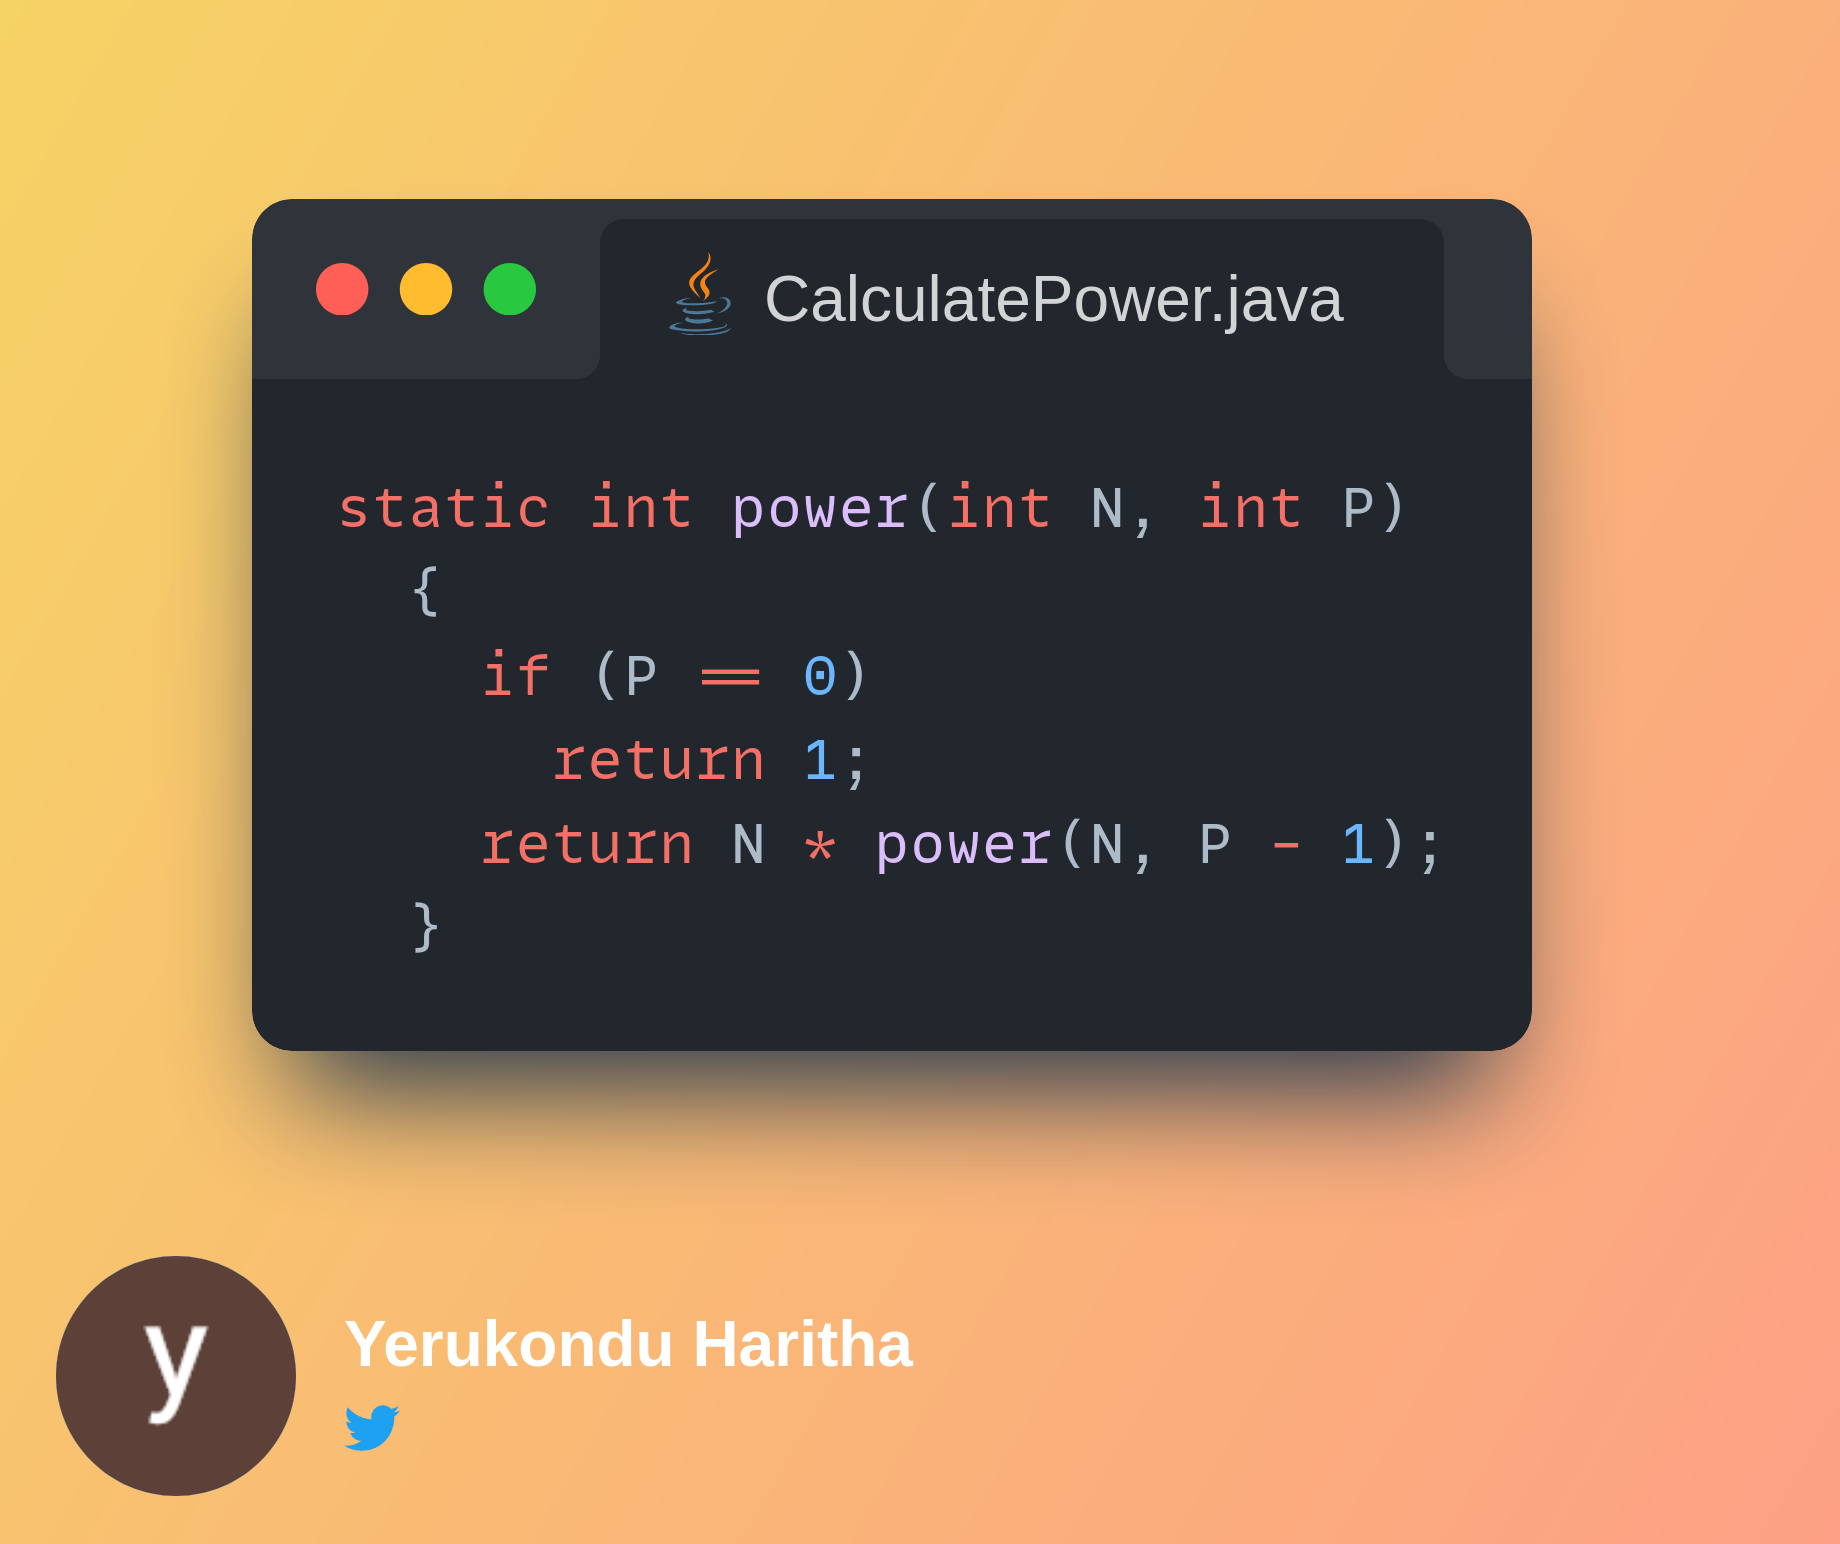 CalculatePower.java
static int power(int N, int P)
  {
    if (P == 0)
      return 1;
    return N * power(N, P - 1);
  }
y
Yerukondu Haritha